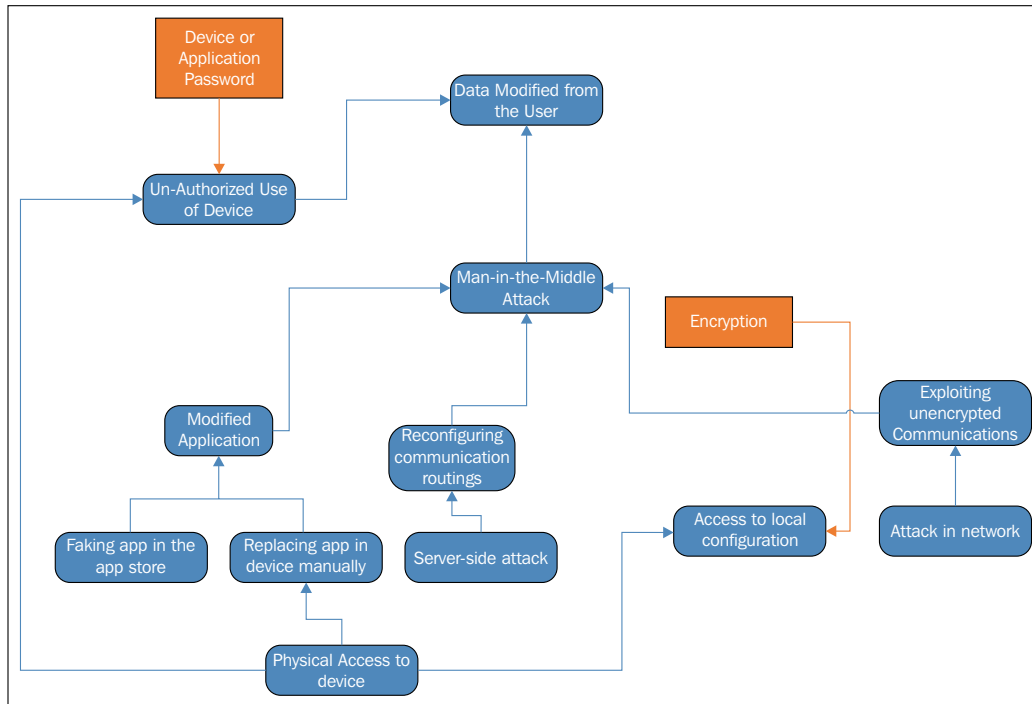 Device or
Application
Password
Data Modified from
the User
Un-Authorized Use
of Device
Man-in-the-Middle
Attack
Encryption
Modified
Application
Reconfiguring
communication
routings
Exploiting
unencrypted
Communications
Faking app in the
app store
Replacing app in
device manually
Server-side attack
Access to local
configuration
Attack in network
Physical Access to
device